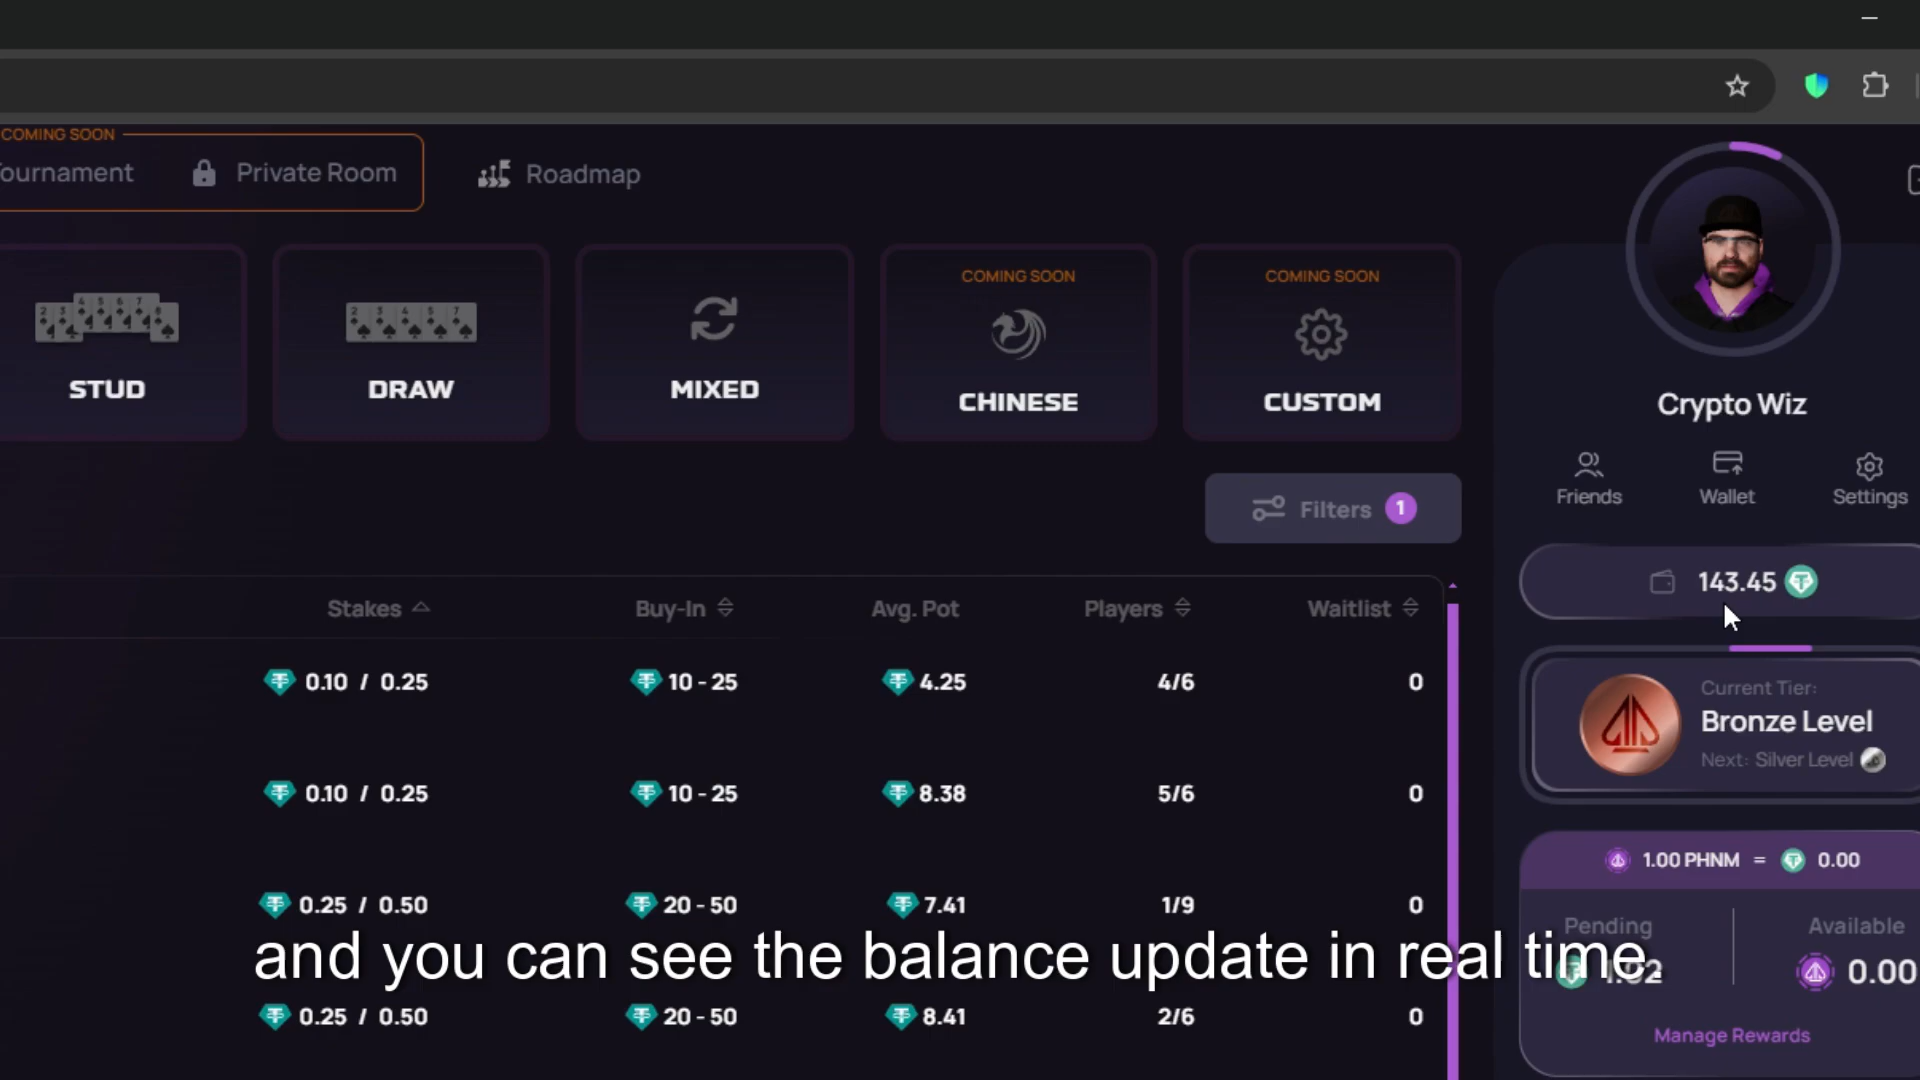 COMING SOON
Tournament
Private Room
Roadmap
STUD
DRAW
MIXED
COMING SOON
CHINESE
COMING SOON
CUSTOM
Crypto Wiz
Friends
Wallet
Settings
Filters 1
143.45
Stakes
Buy-In
Avg. Pot
Players
Waitlist
0.10 / 0.25
10 - 25
4.25
4/6
0
Current Tier:
Bronze Level
Next: Silver Level
0.10 / 0.25
10 - 25
8.38
5/6
0
1.00 PHNM = 0.00
0.25 / 0.50
20 - 50
7.41
1/9
0
Pending
Available
and you can see the balance update in real time.
1.02
0.00
0.25 / 0.50
20 - 50
8.41
2/6
0
Manage Rewards